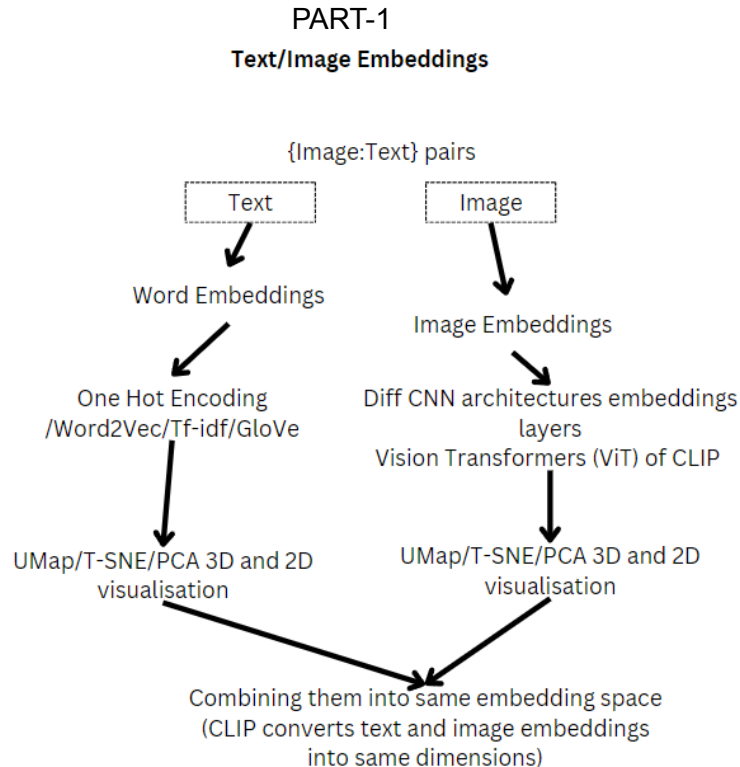 PART-1
Text/Image Embeddings
{Image:Text} pairs
Text
Image
Word Embeddings
Image Embeddings
One Hot Encoding
/Word2Vec/Tf-idf/GloVe
Diff CNN architectures embeddings
layers
Vision Transformers (ViT) of CLIP
UMap/T-SNE/PCA 3D and 2D
visualisation
UMap/T-SNE/PCA 3D and 2D
visualisation
Combining them into same embedding space
(CLIP converts text and image embeddings
into same dimensions)